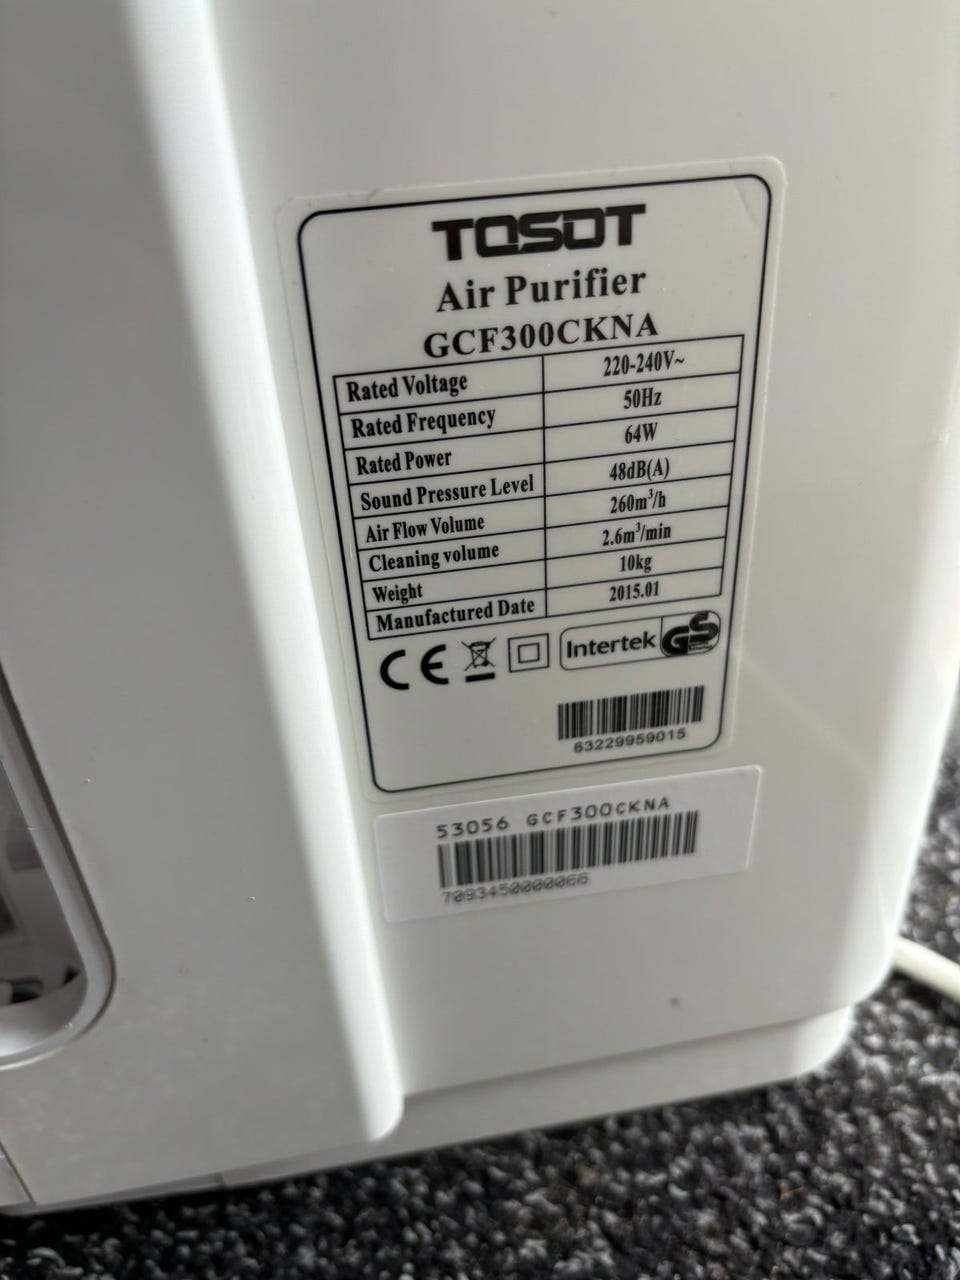 TOSOT
Air Purifier
GCF300CKNA
Rated Voltage 220-240V~
Rated Frequency 50Hz
Rated Power 64W
Sound Pressure Level 48dB(A)
Air Flow Volume 260m³/h
Cleaning volume 2.6m³/min
Weight 10kg
Manufactured Date 2015.01
CE Intertek GS
63229959015
53056 GCF300CKNA
7093450000066